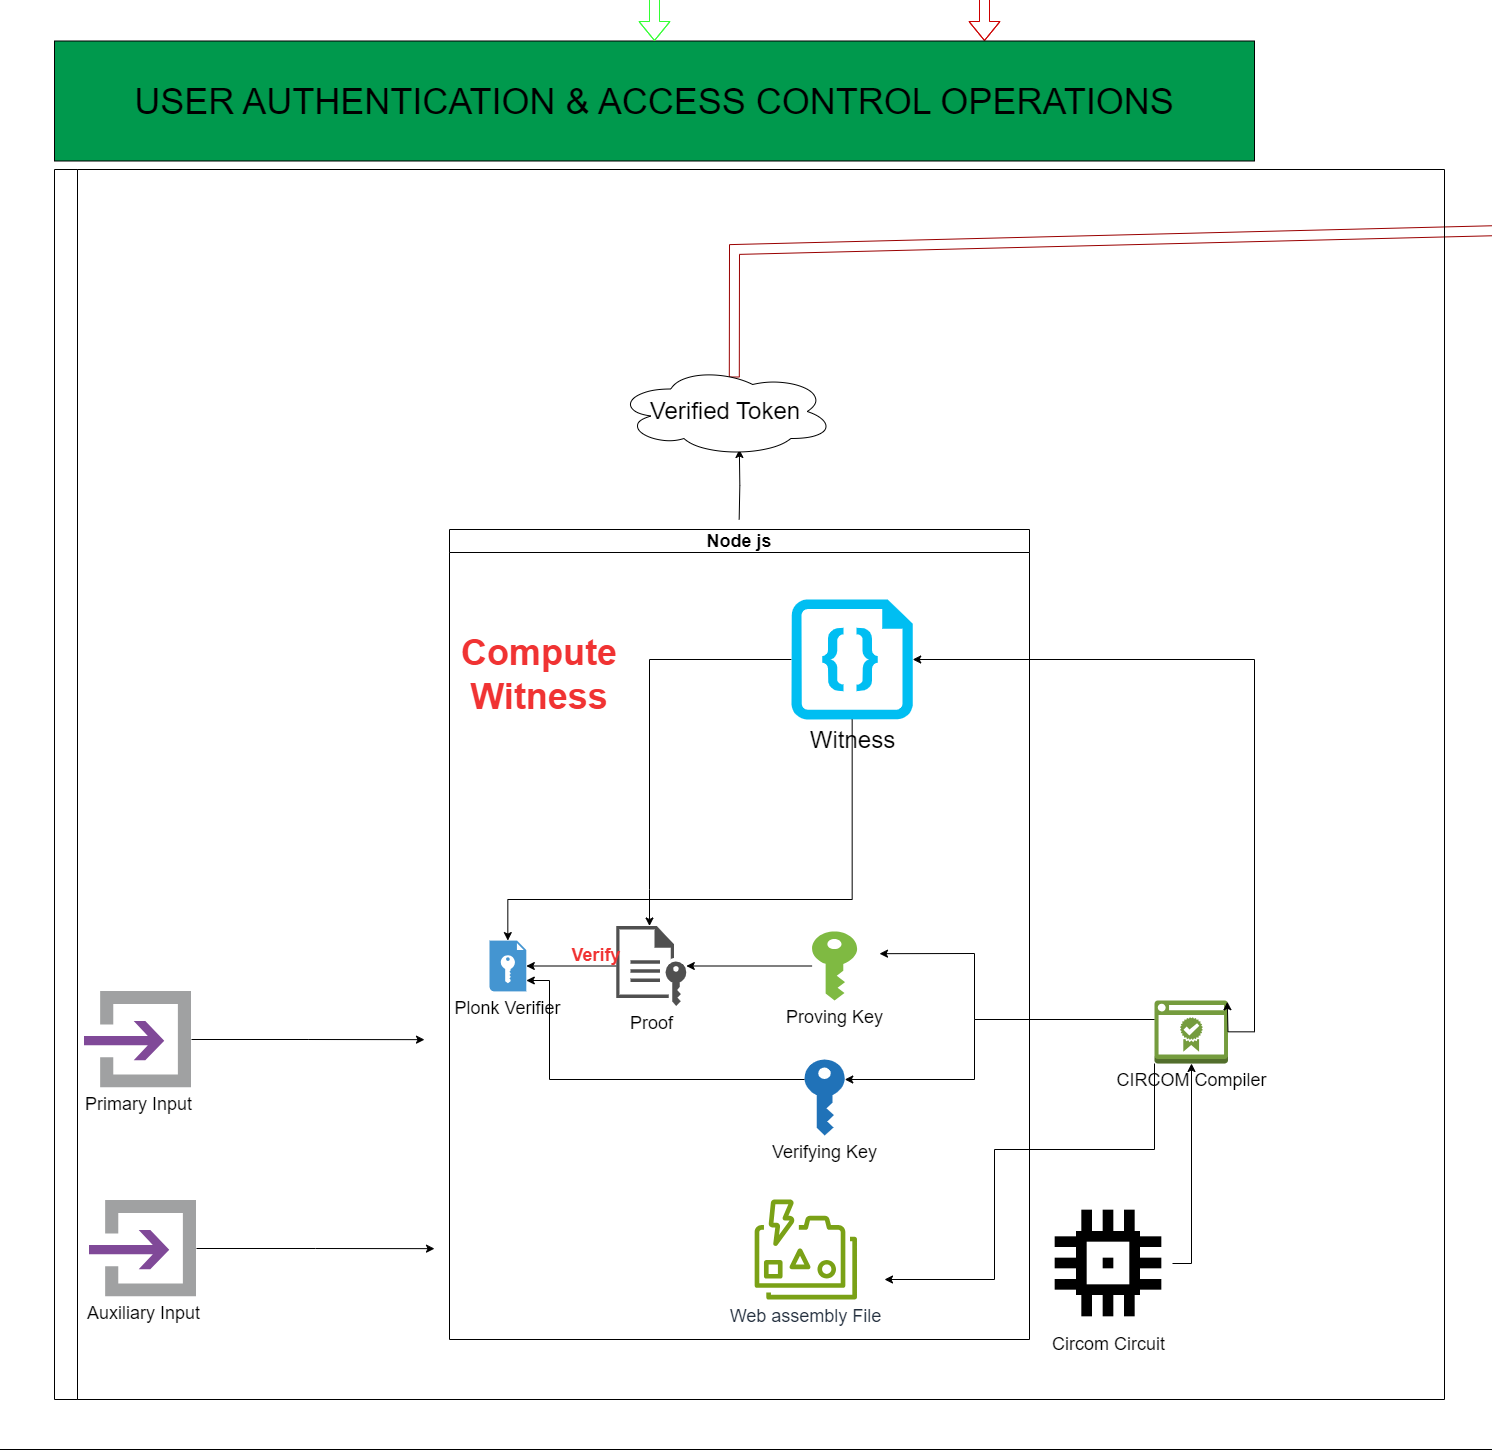 USER AUTHENTICATION & ACCESS CONTROL OPERATIONS
Verified Token
Node js
Compute
Witness
Witness
Verify
Plonk Verifier
Proof
Proving Key
Primary Input
CIRCOM Compiler
Verifying Key
Auxiliary Input
Web assembly File
Circom Circuit